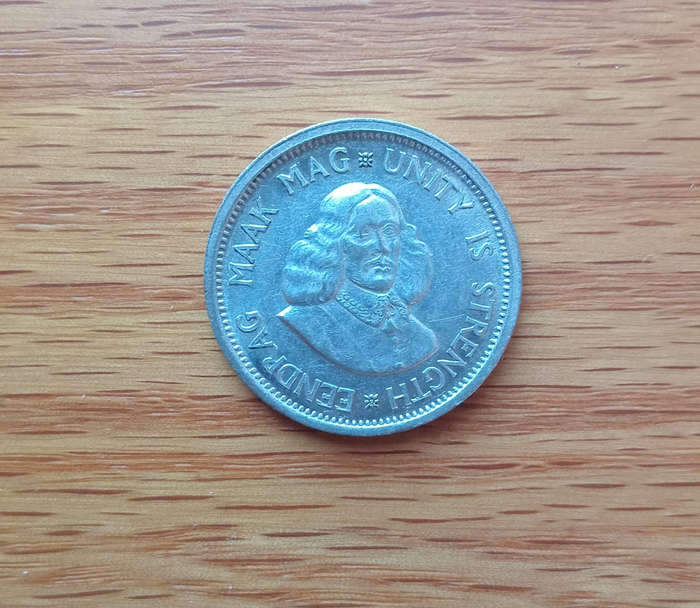 EENDRAG MAAK MAG ※ UNITY IS STRENGTH ※